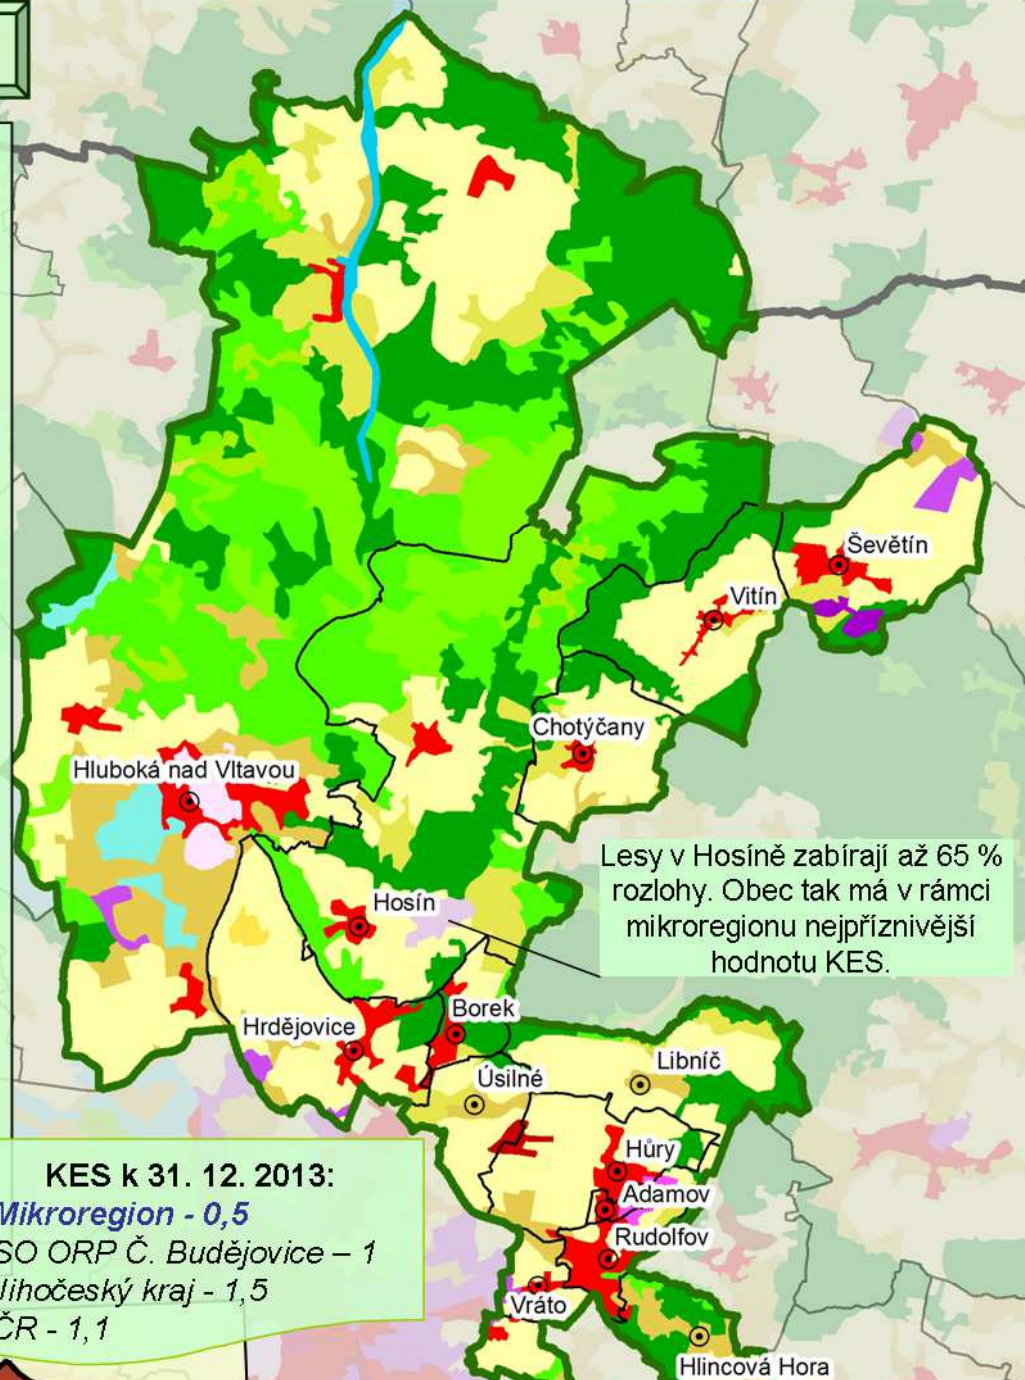 Ševětín
Vitín
Chotýčany
Hluboká nad Vltavou
Lesy v Hosíně zabírají až 65 %
rozlohy. Obec tak má v rámci
mikroregionu nejpříznivější
hodnotu KES.
Hosín
Borek
Hrdějovice
Libníč
Úsilné
Hůry
Adamov
Rudolfov
Vráto
Hlincová Hora
KES k 31. 12. 2013:
Mikroregion - 0,5
SO ORP Č. Budějovice – 1
Jihočeský kraj - 1,5
ČR - 1,1